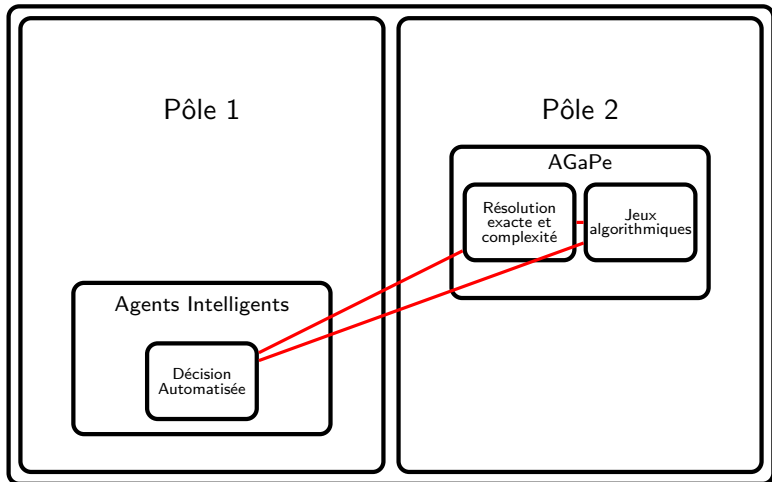 Pôle 1
Pôle 2
AGaPe
Résolution
exacte et
complexité
Jeux
algorithmiques
Agents Intelligents
Décision
Automatisée